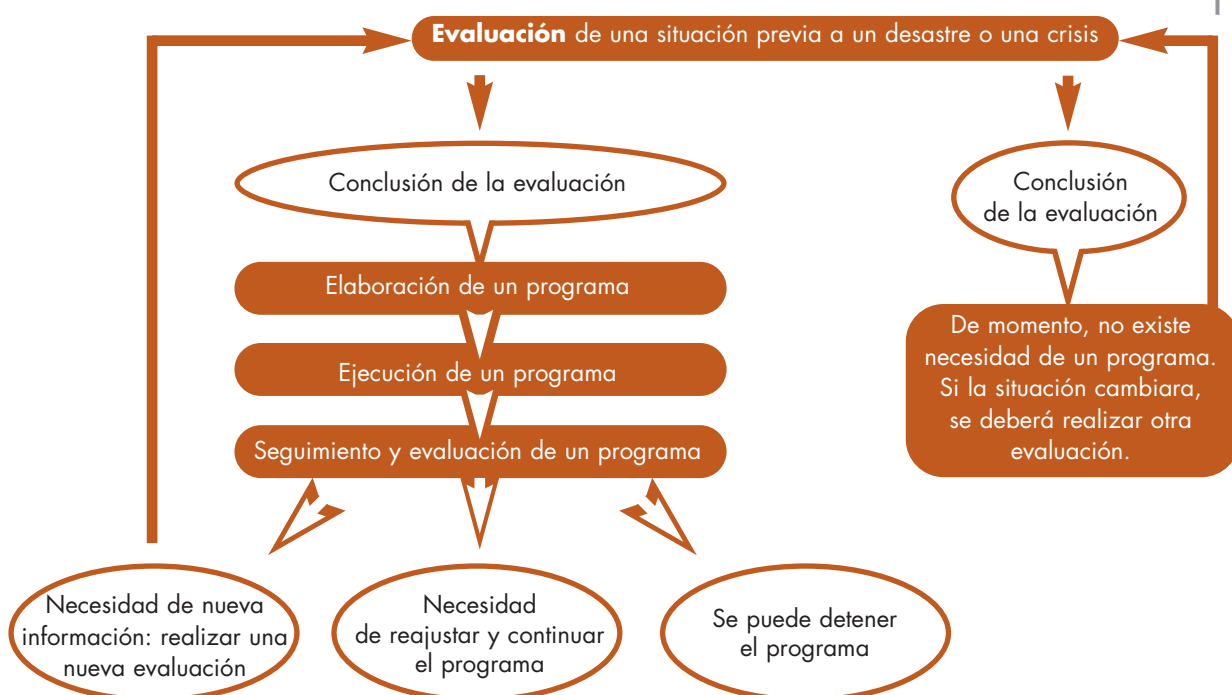 Evaluación de una situación previa a un desastre o una crisis
Conclusión de la evaluación
Elaboración de un programa
Ejecución de un programa
Seguimiento y evaluación de un programa
Necesidad de nueva
información: realizar una
nueva evaluación
Necesidad
de reajustar y continuar
el programa
Se puede detener
el programa
Conclusión
de la evaluación
De momento, no existe
necesidad de un programa.
Si la situación cambiara,
se deberá realizar otra
evaluación.